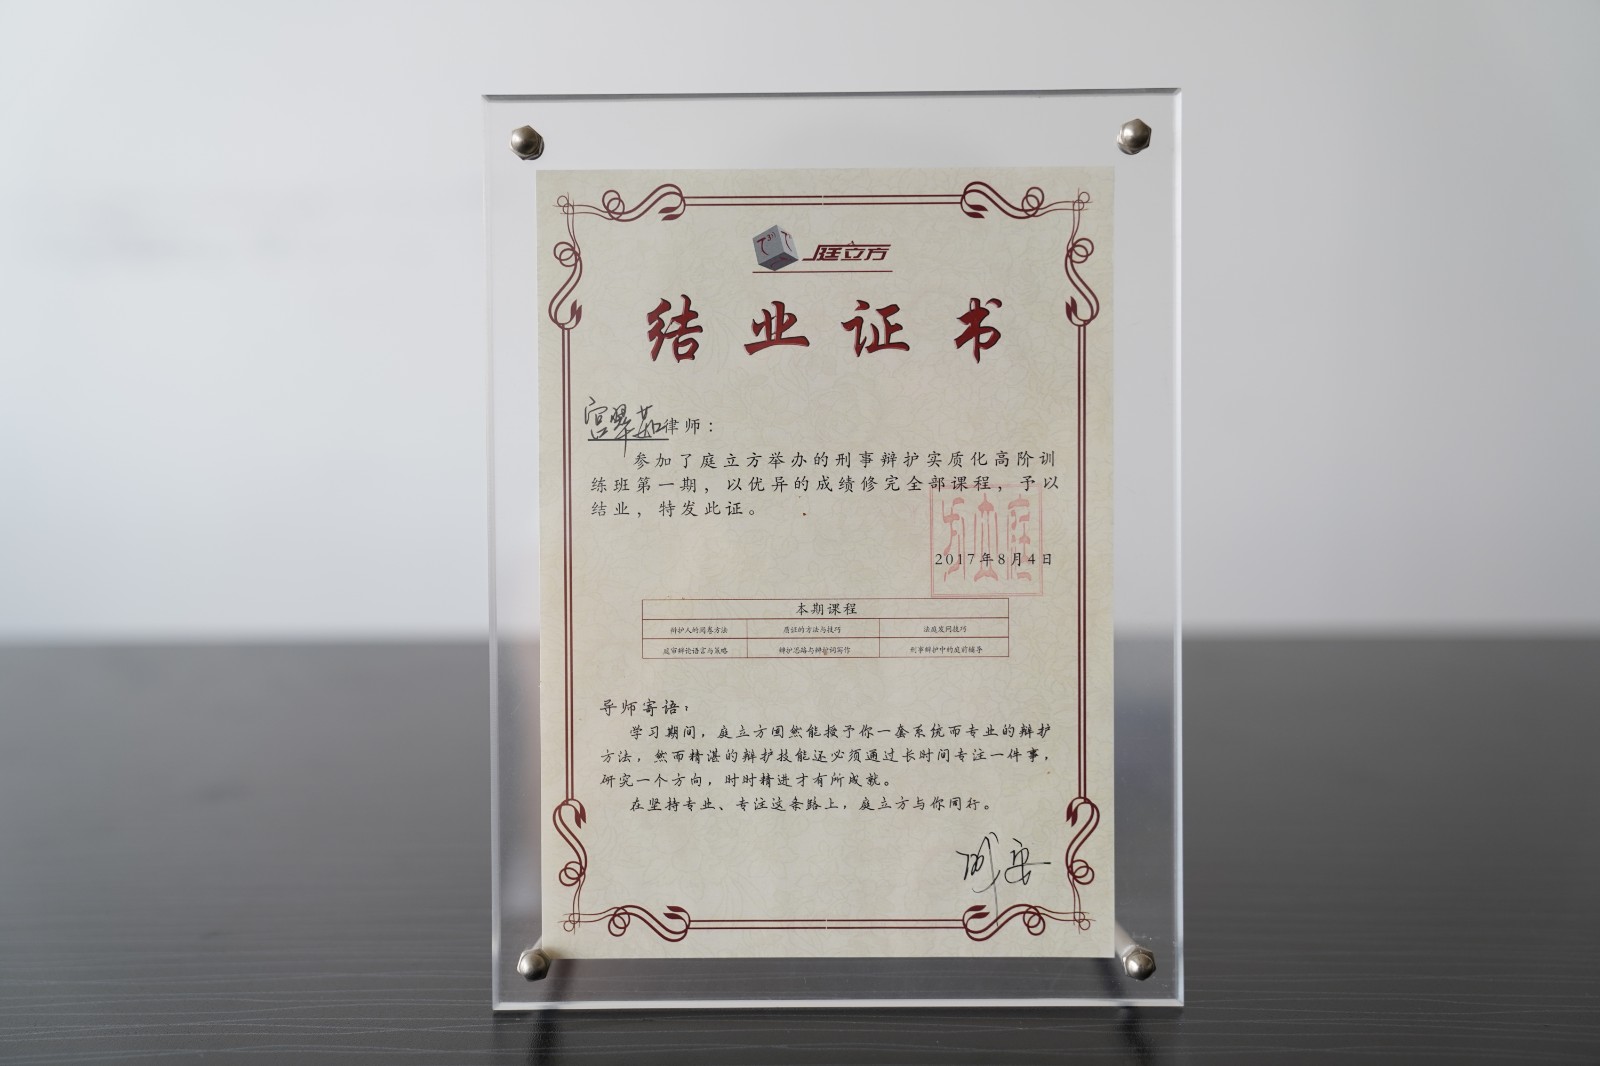 庭立方
结业证书
宫翠茹律师：
参加了庭立方举办的刑事辩护实质化高阶训
练班第一期，以优异的成绩修完全部课程，予以
结业，特发此证。
庭立方
2017年8月4日
本期课程
辩护人的阅卷方法 质证的方法与技巧 法庭发问技巧
庭审辩论语言与策略 辩护思路与辩护词写作 刑事辩护中的庭前辅导
导师寄语：
学习期间，庭立方固然能授予你一套系统而专业的辩护
方法，然而精湛的辩护技能还必须通过长时间专注一件事，
研究一个方向，时时精进才有所成就。
在坚持专业、专注这条路上，庭立方与你同行。